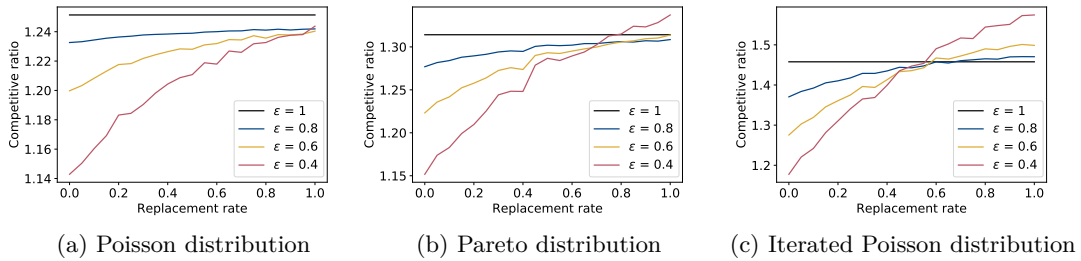 Competitive ratio
1.24
1.22
1.20
1.18
1.16
1.14
0.0 0.2 0.4 0.6 0.8 1.0
Replacement rate
ε = 1
ε = 0.8
ε = 0.6
ε = 0.4
(a) Poisson distribution
Competitive ratio
1.30
1.25
1.20
1.15
0.0 0.2 0.4 0.6 0.8 1.0
Replacement rate
ε = 1
ε = 0.8
ε = 0.6
ε = 0.4
(b) Pareto distribution
Competitive ratio
1.5
1.4
1.3
1.2
0.0 0.2 0.4 0.6 0.8 1.0
Replacement rate
ε = 1
ε = 0.8
ε = 0.6
ε = 0.4
(c) Iterated Poisson distribution